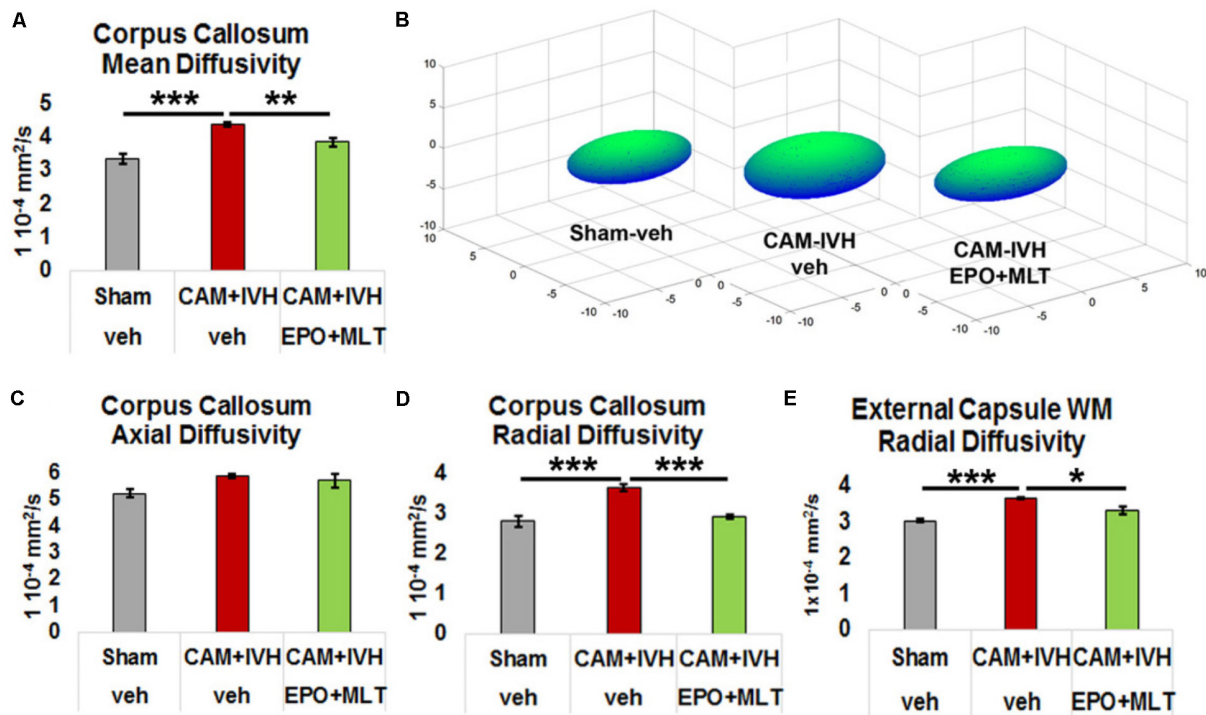 A
Corpus Callosum
Mean Diffusivity
*** **
5
4
3
2
1
0
1 10⁻⁴ mm²/s
Sham CAM+IVH CAM+IVH
veh veh EPO+MLT
B
10
5
0
-5
-10
10
5
0
-5
-10
-10
-5
0
0
-5
-10
-10
-5
0
0
-5
-10
-10
-5
0
5
10
Sham-veh
CAM-IVH
veh
CAM-IVH
EPO+MLT
C
Corpus Callosum
Axial Diffusivity
6
5
4
3
2
1
0
1 10⁻⁴ mm²/s
Sham CAM+IVH CAM+IVH
veh veh EPO+MLT
D
Corpus Callosum
Radial Diffusivity
*** ***
4
3
2
1
0
1 10⁻⁴ mm²/s
Sham CAM+IVH CAM+IVH
veh veh EPO+MLT
E
External Capsule WM
Radial Diffusivity
*** *
4
3
2
1
0
1x 10⁻⁴ mm²/s
Sham CAM+IVH CAM+IVH
veh veh EPO+MLT